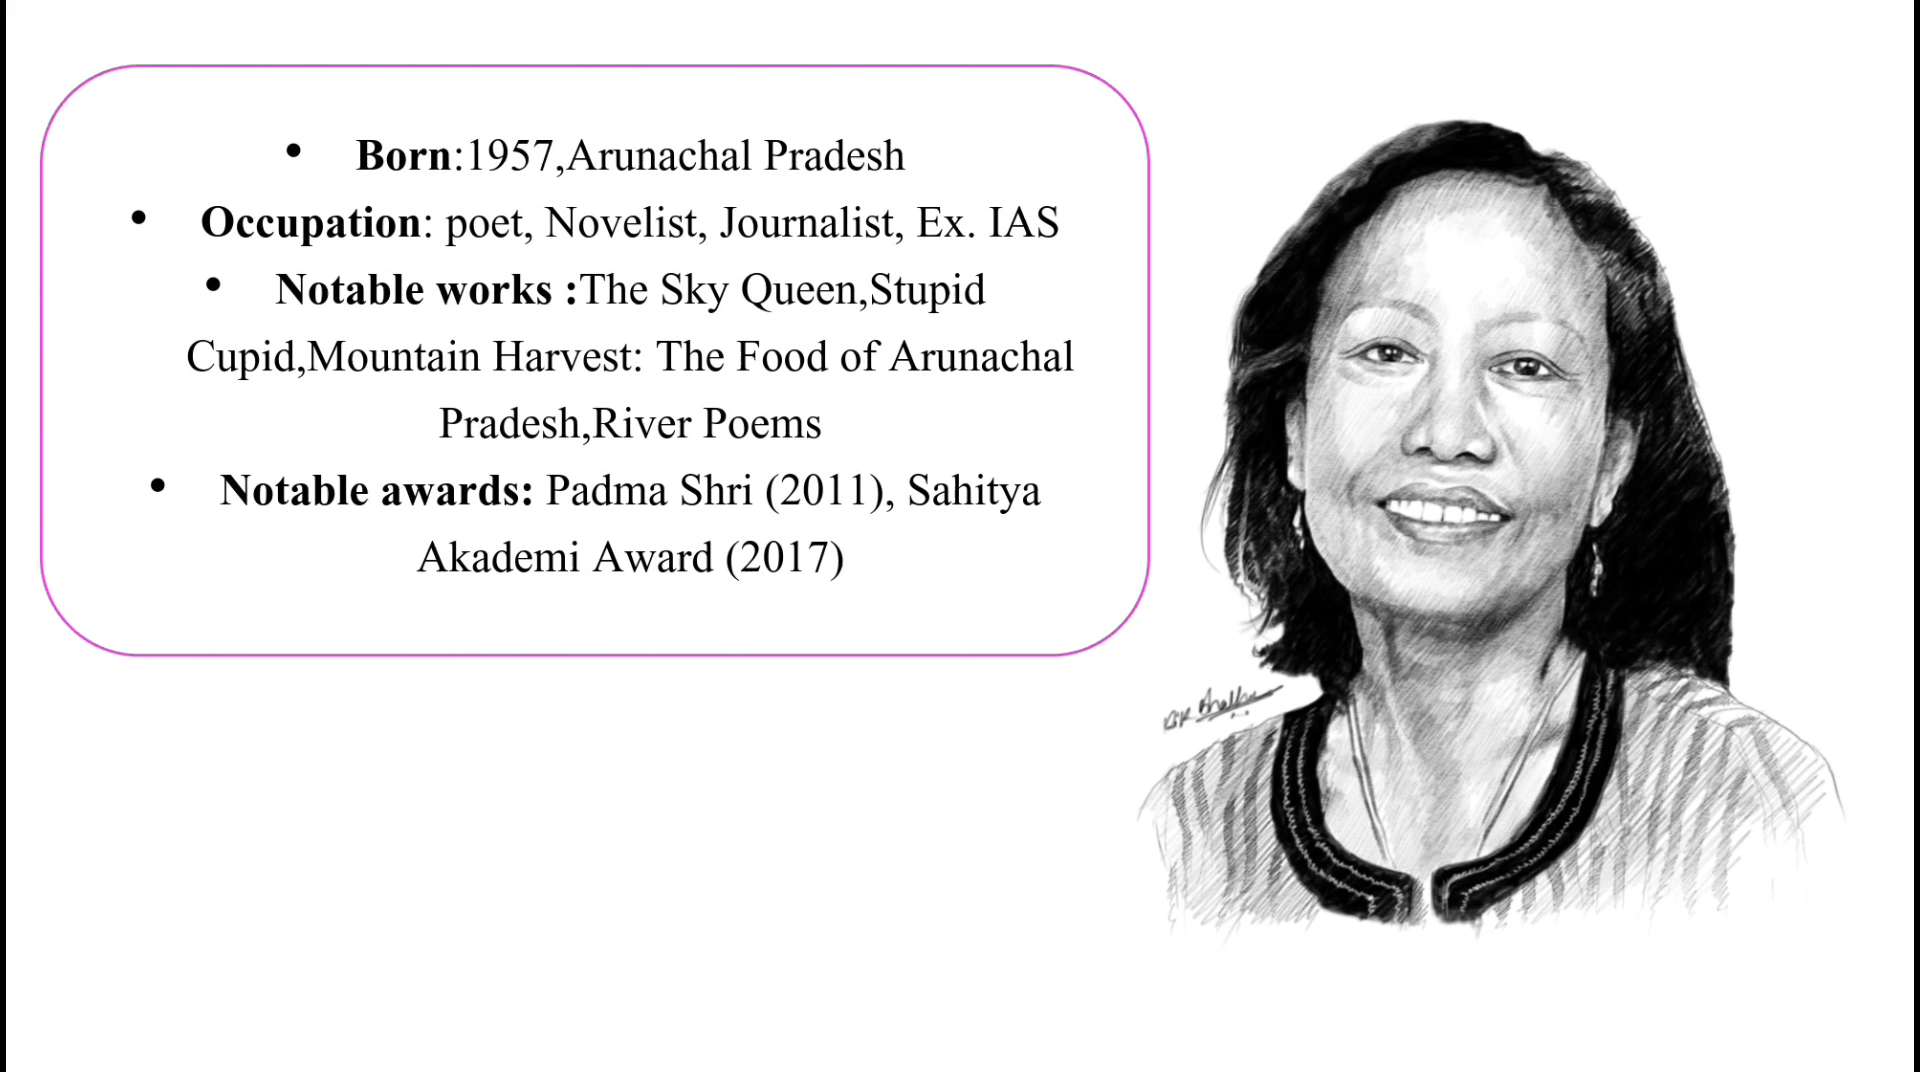 • Born:1957,Arunachal Pradesh
• Occupation: poet, Novelist, Journalist, Ex. IAS
• Notable works :The Sky Queen,Stupid
Cupid,Mountain Harvest: The Food of Arunachal
Pradesh,River Poems
• Notable awards: Padma Shri (2011), Sahitya
Akademi Award (2017)